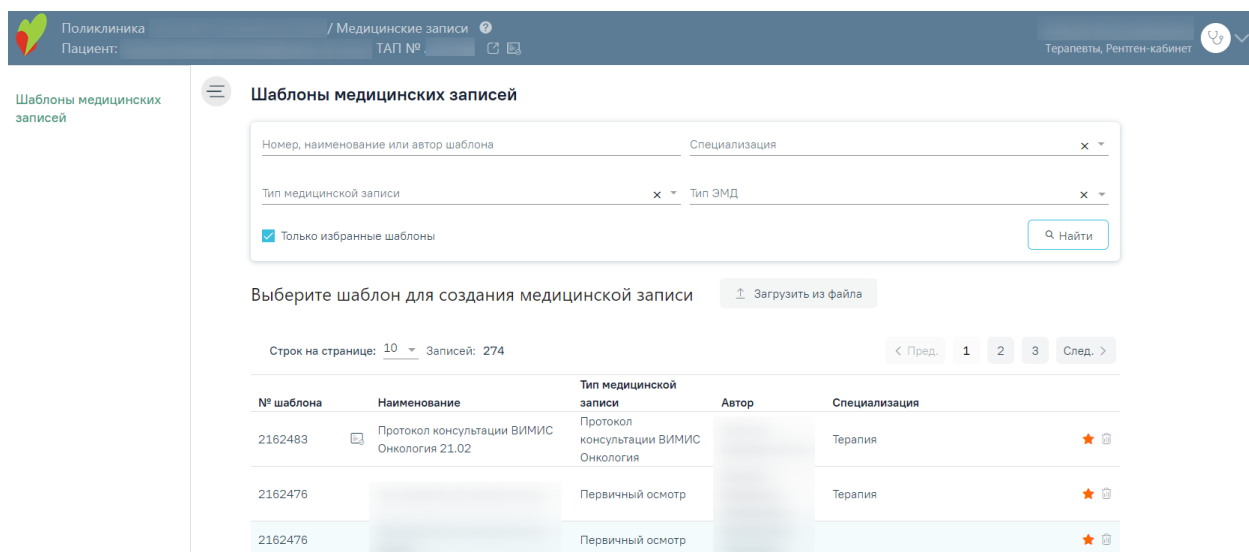 Поликлиника / Медицинские записи
Пациент: ТАП №
Терапевты, Рентген-кабинет
Шаблоны медицинских
записей
Шаблоны медицинских записей
Номер, наименование или автор шаблона Специализация
Тип медицинской записи Тип ЭМД
Только избранные шаблоны Найти
Выберите шаблон для создания медицинской записи Загрузить из файла
Строк на странице: 10 Записей: 274 < Пред. 1 2 3 След. >
№ шаблона Наименование Тип медицинской записи Автор Специализация
2162483 Протокол консультации ВИМИС Онкология 21.02 Протокол консультации ВИМИС Онкология Терапия
2162476 Первичный осмотр Терапия
2162476 Первичный осмотр